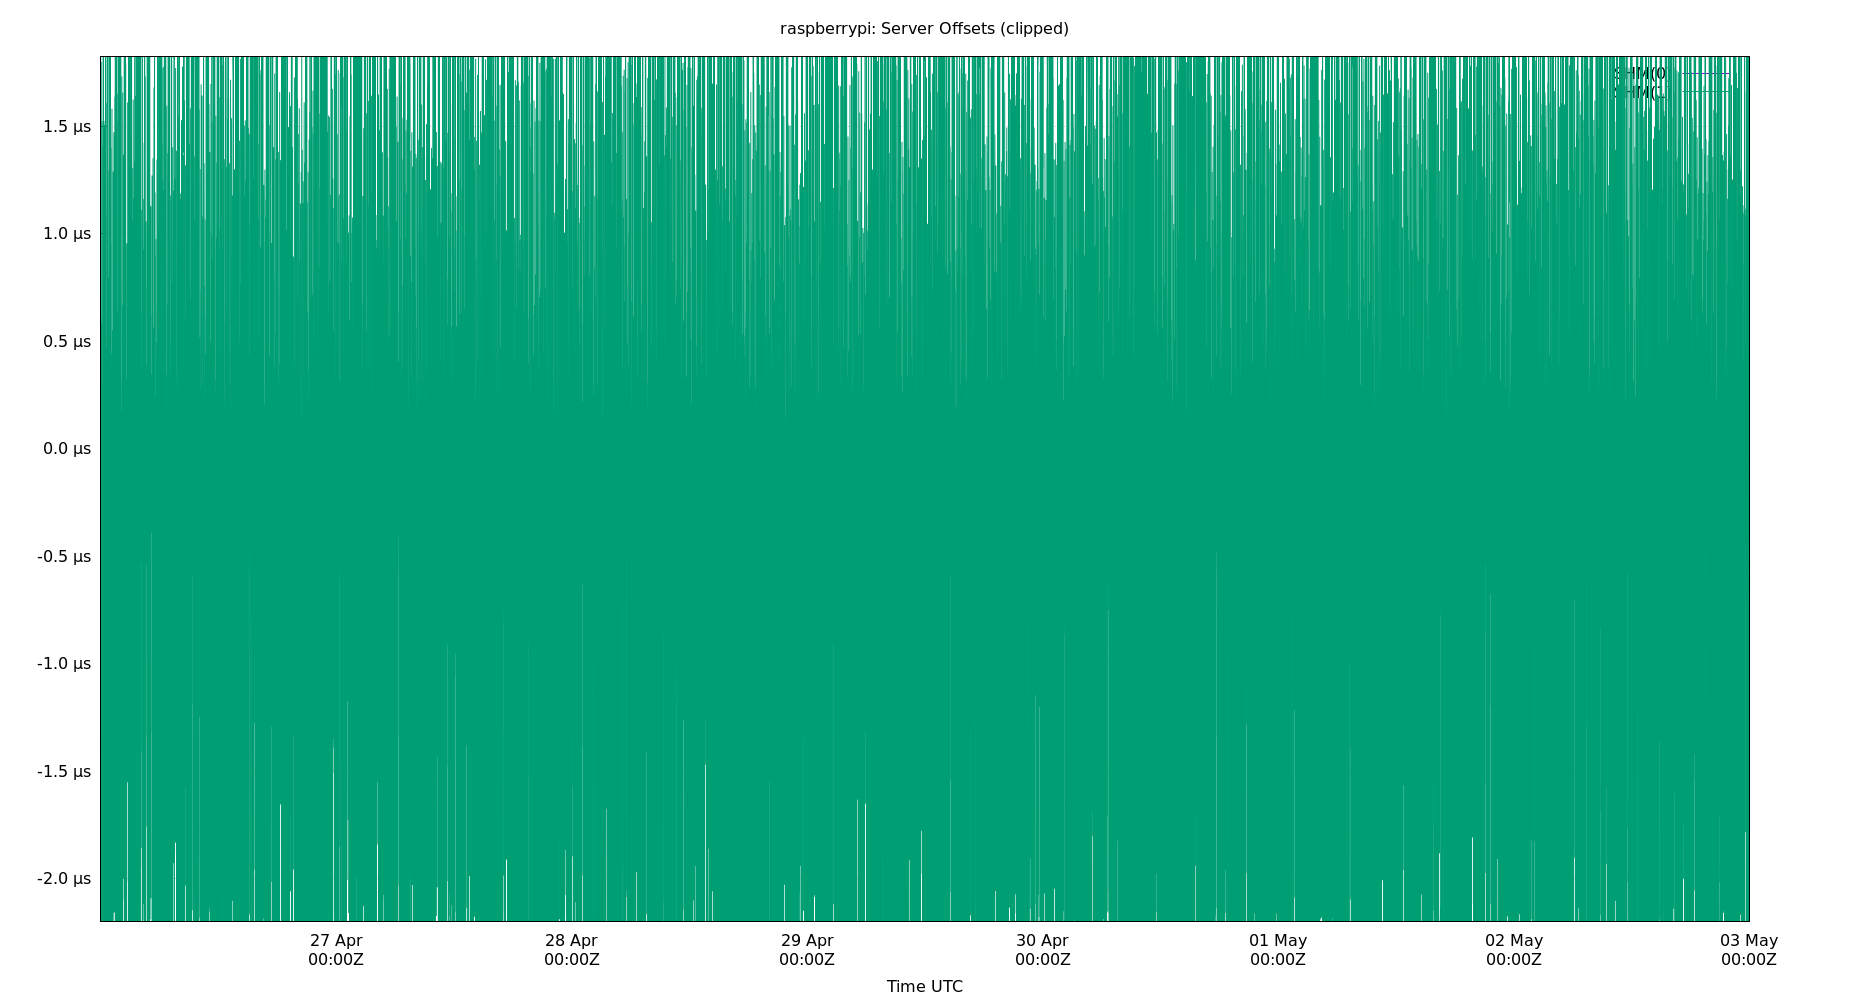 raspberrypi: Server Offsets (clipped)
SHM(0)
1.5 µs
1.0 µs
0.5 µs
0.0 µs
-0.5 µs
-1.0 µs
-1.5 µs
-2.0 µs
27 Apr 28 Apr 29 Apr 30 Apr 01 May 02 May 03 May
00:00Z 00:00Z 00:00Z 00:00Z 00:00Z 00:00Z 00:00Z
Time UTC